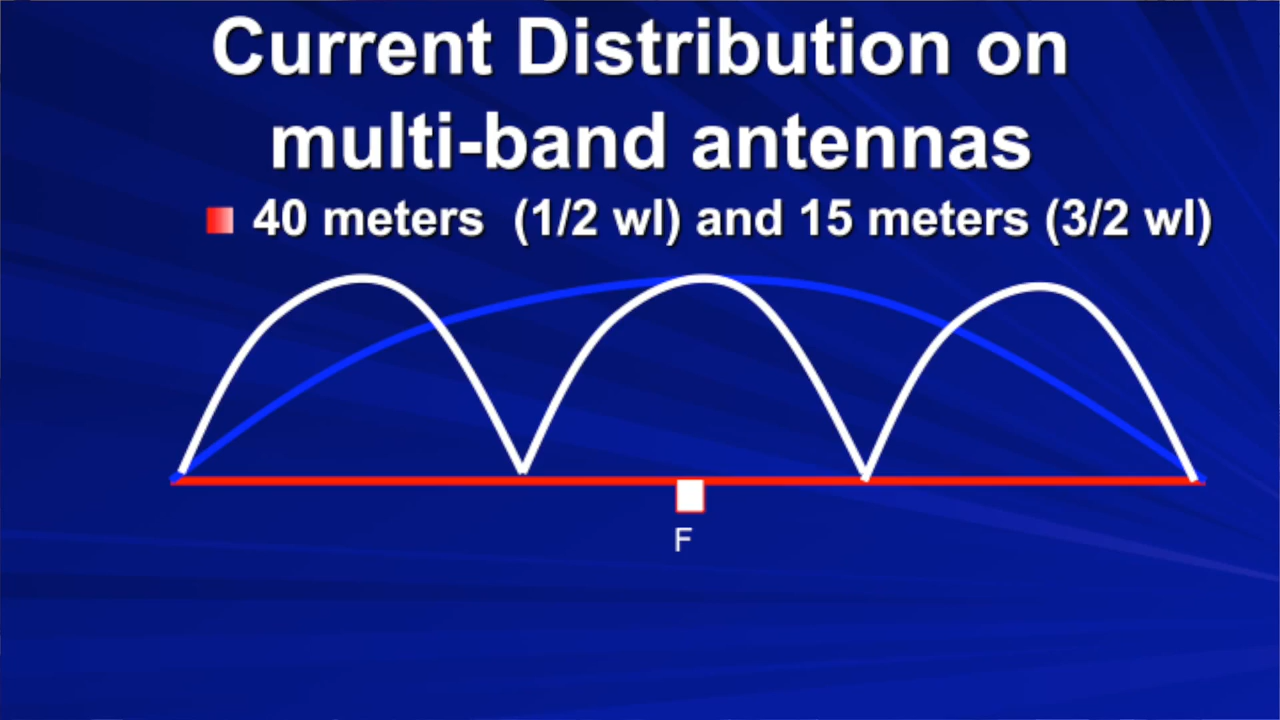 Current Distribution on
multi-band antennas
40 meters (1/2 wl) and 15 meters (3/2 wl)
F